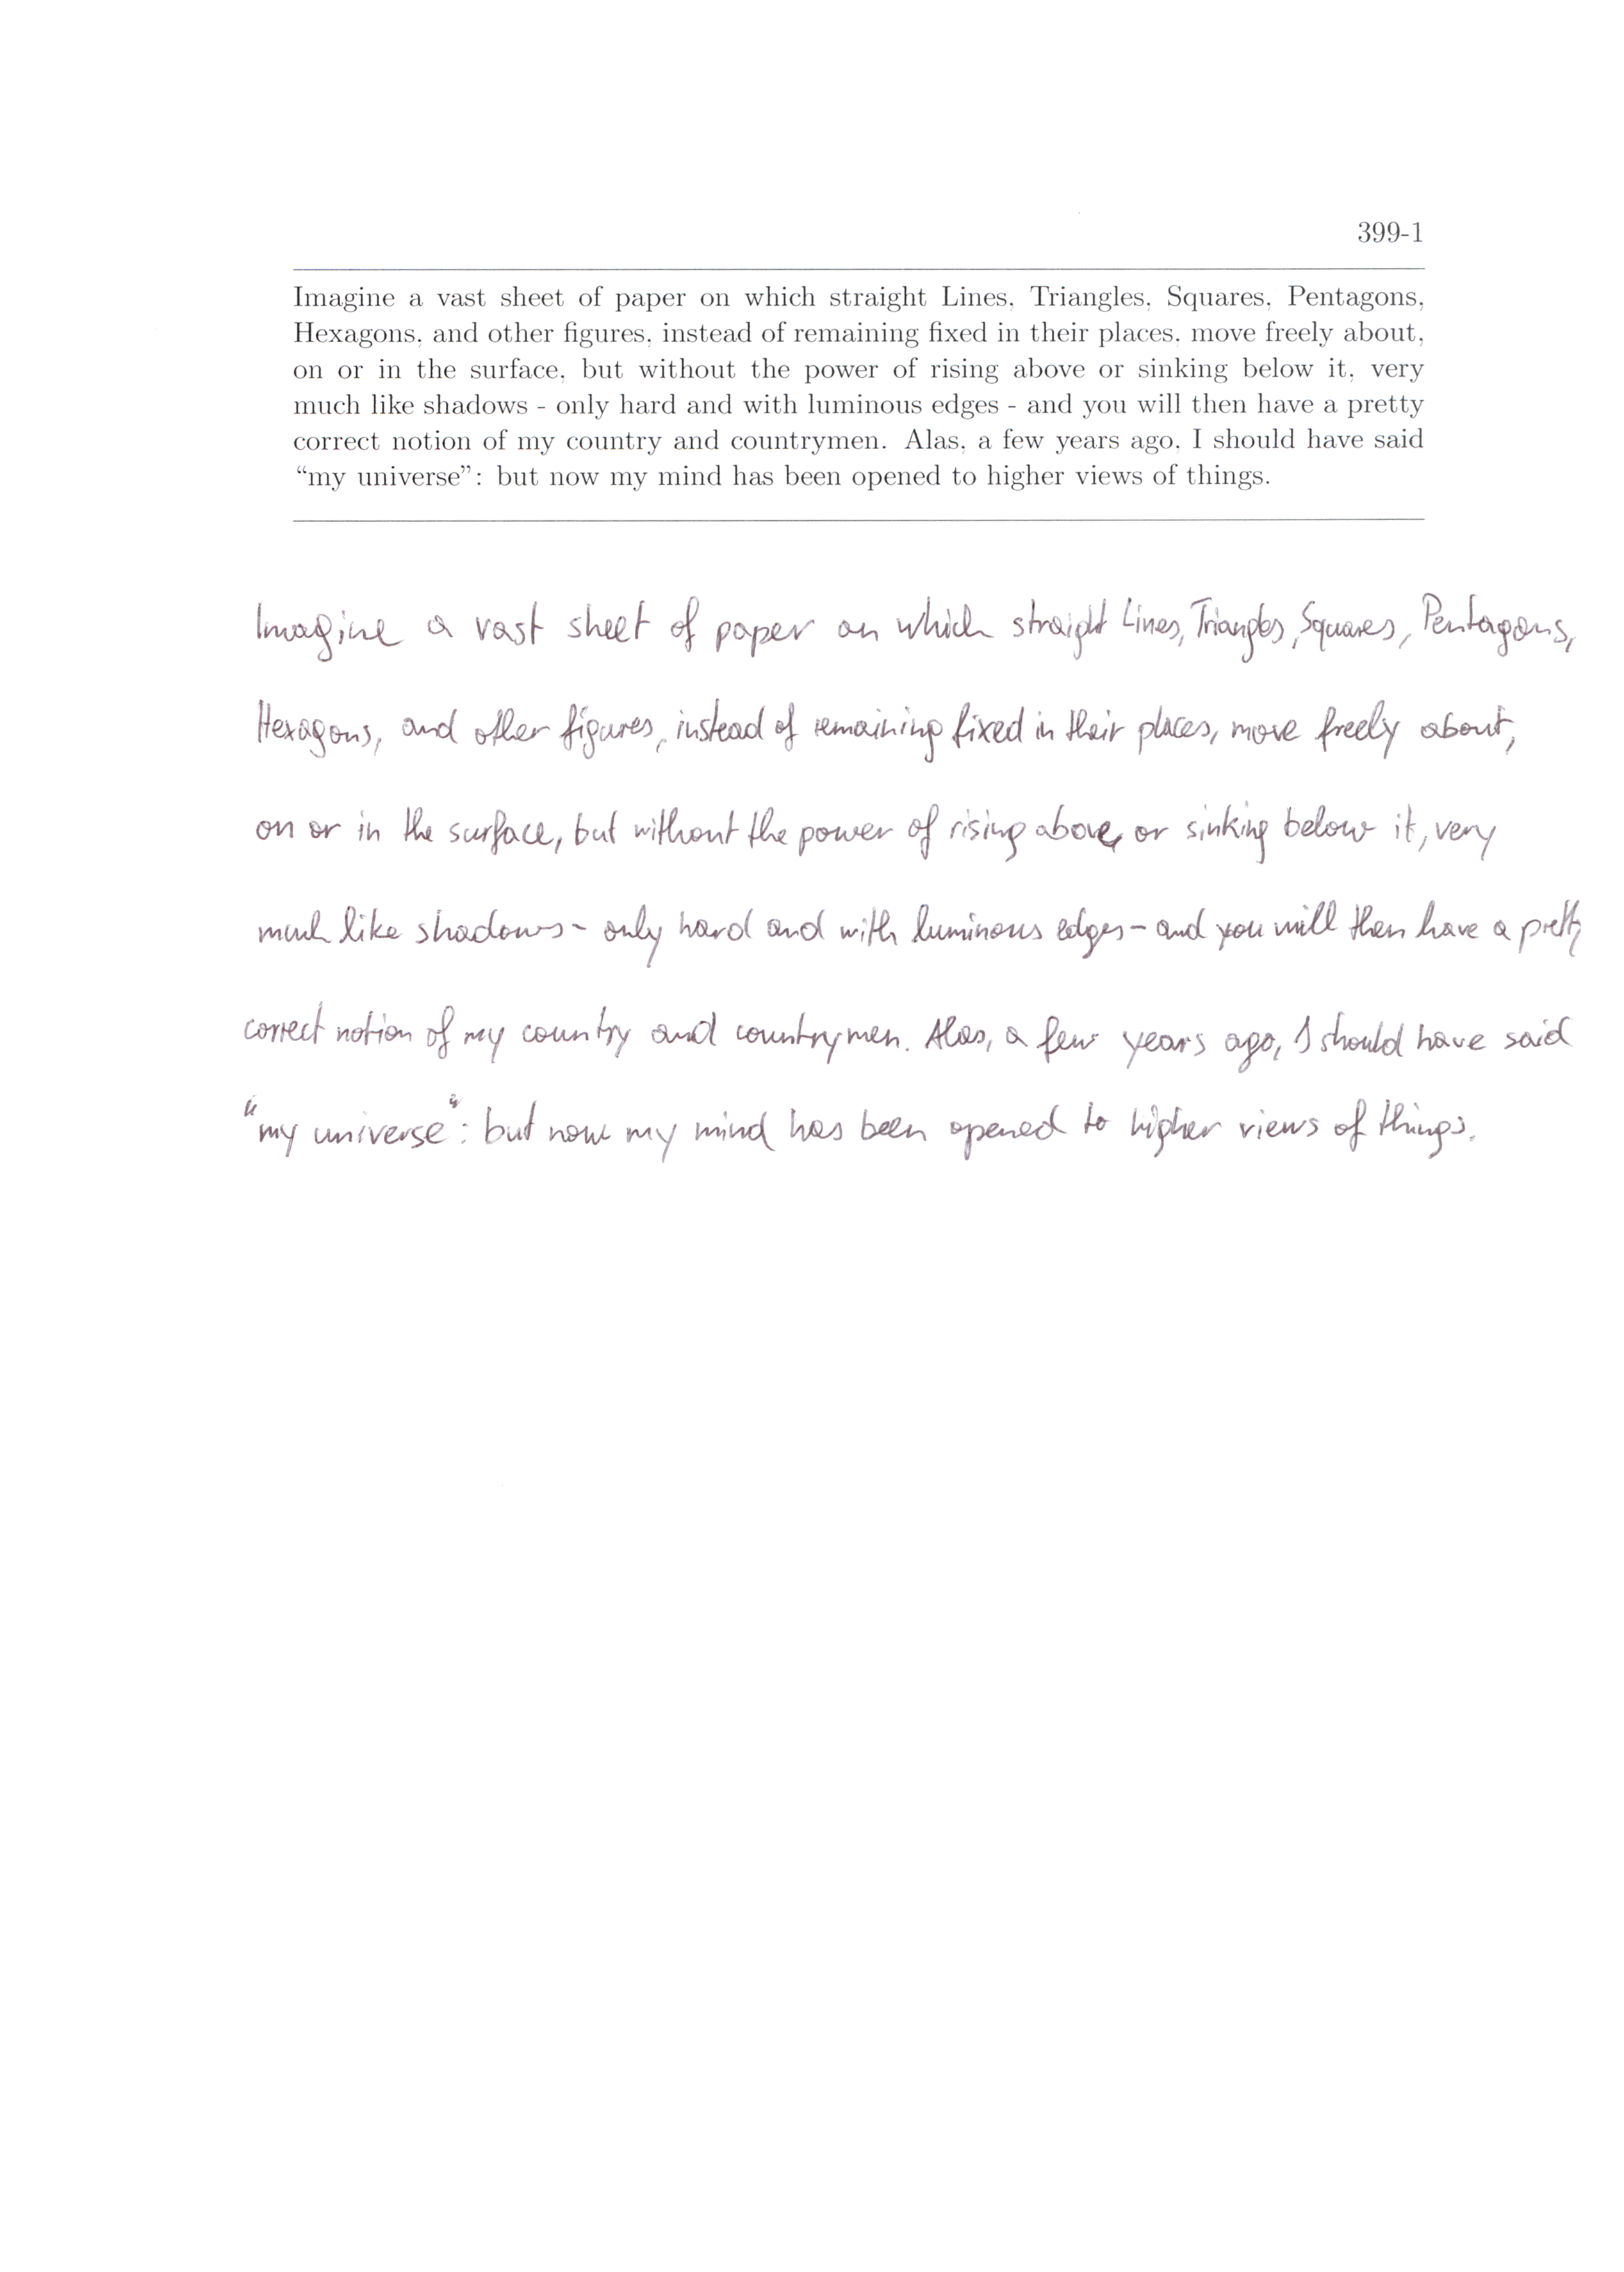 399-1
Imagine a vast sheet of paper on which straight Lines, Triangles, Squares, Pentagons,
Hexagons, and other figures, instead of remaining fixed in their places, move freely about,
on or in the surface, but without the power of rising above or sinking below it, very
much like shadows - only hard and with luminous edges - and you will then have a pretty
correct notion of my country and countrymen. Alas, a few years ago, I should have said
“my universe”: but now my mind has been opened to higher views of things.
Imagine a vast sheet of paper on which straight Lines, Triangles, Squares, Pentagons,
Hexagons, and other figures, instead of remaining fixed in their places, move freely about,
on or in the surface, but without the power of rising above or sinking below it, very
much like shadows - only hard and with luminous edges - and you will then have a pretty
correct notion of my country and countrymen. Alas, a few years ago, I should have said
“my universe”: but now my mind has been opened to higher views of things.